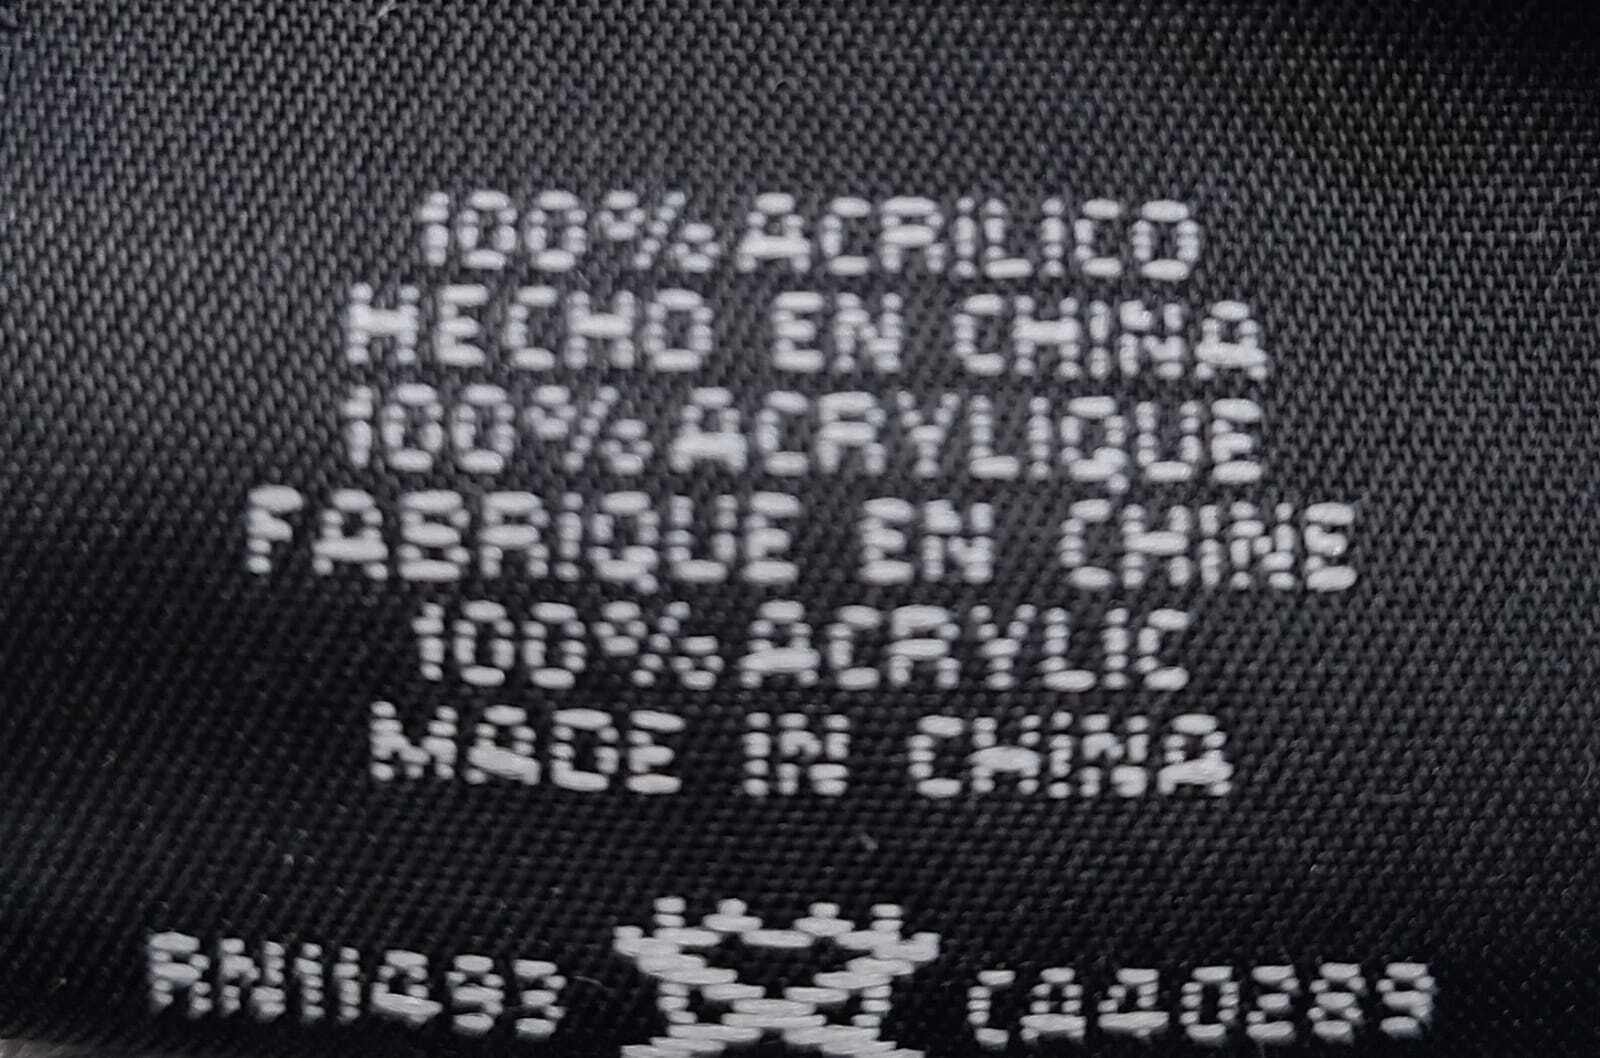 100% ACRILICO
HECHO EN CHINA
100% ACRYLIQUE
FABRIQUE EN CHINE
100% ACRYLIC
MADE IN CHINA
RN11493 CA40289